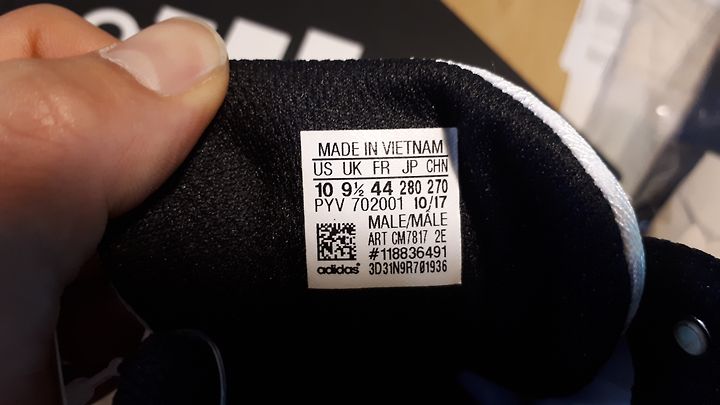 MADE IN VIETNAM
US UK FR JP CHN
10 9½ 44 280 270
PYV 702001 10/17
MALE/MÂLE
ART CM7817 2E
#118836491
adidas® 3D31N9R701936